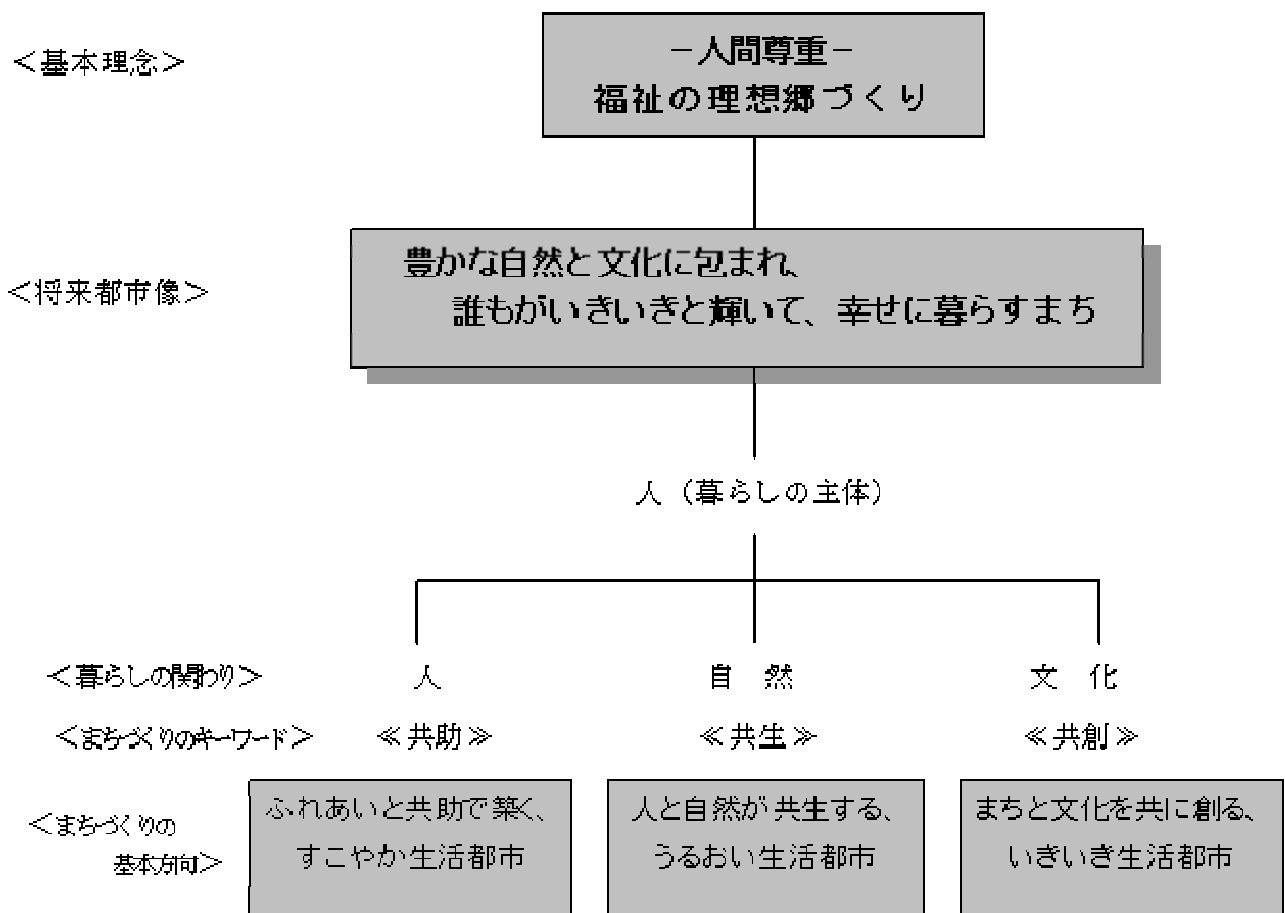 ＜基本理念＞
－人間尊重－
福祉の理想郷づくり
＜将来都市像＞
豊かな自然と文化に包まれ、
誰もがいきいきと輝いて、幸せに暮らすまち
人（暮らしの主体）
＜暮らしの関わり＞ 人 自 然 文 化
＜まちづくりのキーワード＞ ≪共助≫ ≪共生≫ ≪共創≫
＜まちづくりの
基本方向＞
ふれあいと共助で築く、
すこやか生活都市
人と自然が共生する、
うるおい生活都市
まちと文化を共に創る、
いきいき生活都市